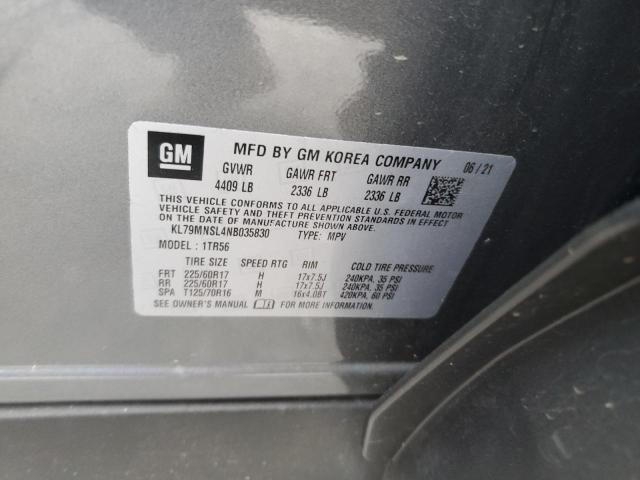 GM
MFD BY GM KOREA COMPANY 06/21
GVWR GAWR FRT GAWR RR
4409 LB 2336 LB 2336 LB
THIS VEHICLE CONFORMS TO ALL APPLICABLE U.S. FEDERAL MOTOR
VEHICLE SAFETY AND THEFT PREVENTION STANDARDS IN
EFFECT ON THE DATE OF MANUFACTURE SHOWN ABOVE.
KL79MNSL4NB035830 TYPE: MPV
MODEL : 1TR56
TIRE SIZE SPEED RTG RIM COLD TIRE PRESSURE
FRT 225/60R17 H 17x7.5J 240KPA, 35 PSI
RR 225/60R17 H 17x7.5J 240KPA, 35 PSI
SPA T125/70R16 M 16x4.0BT 420KPA, 60 PSI
SEE OWNER'S MANUAL FOR MORE INFORMATION.